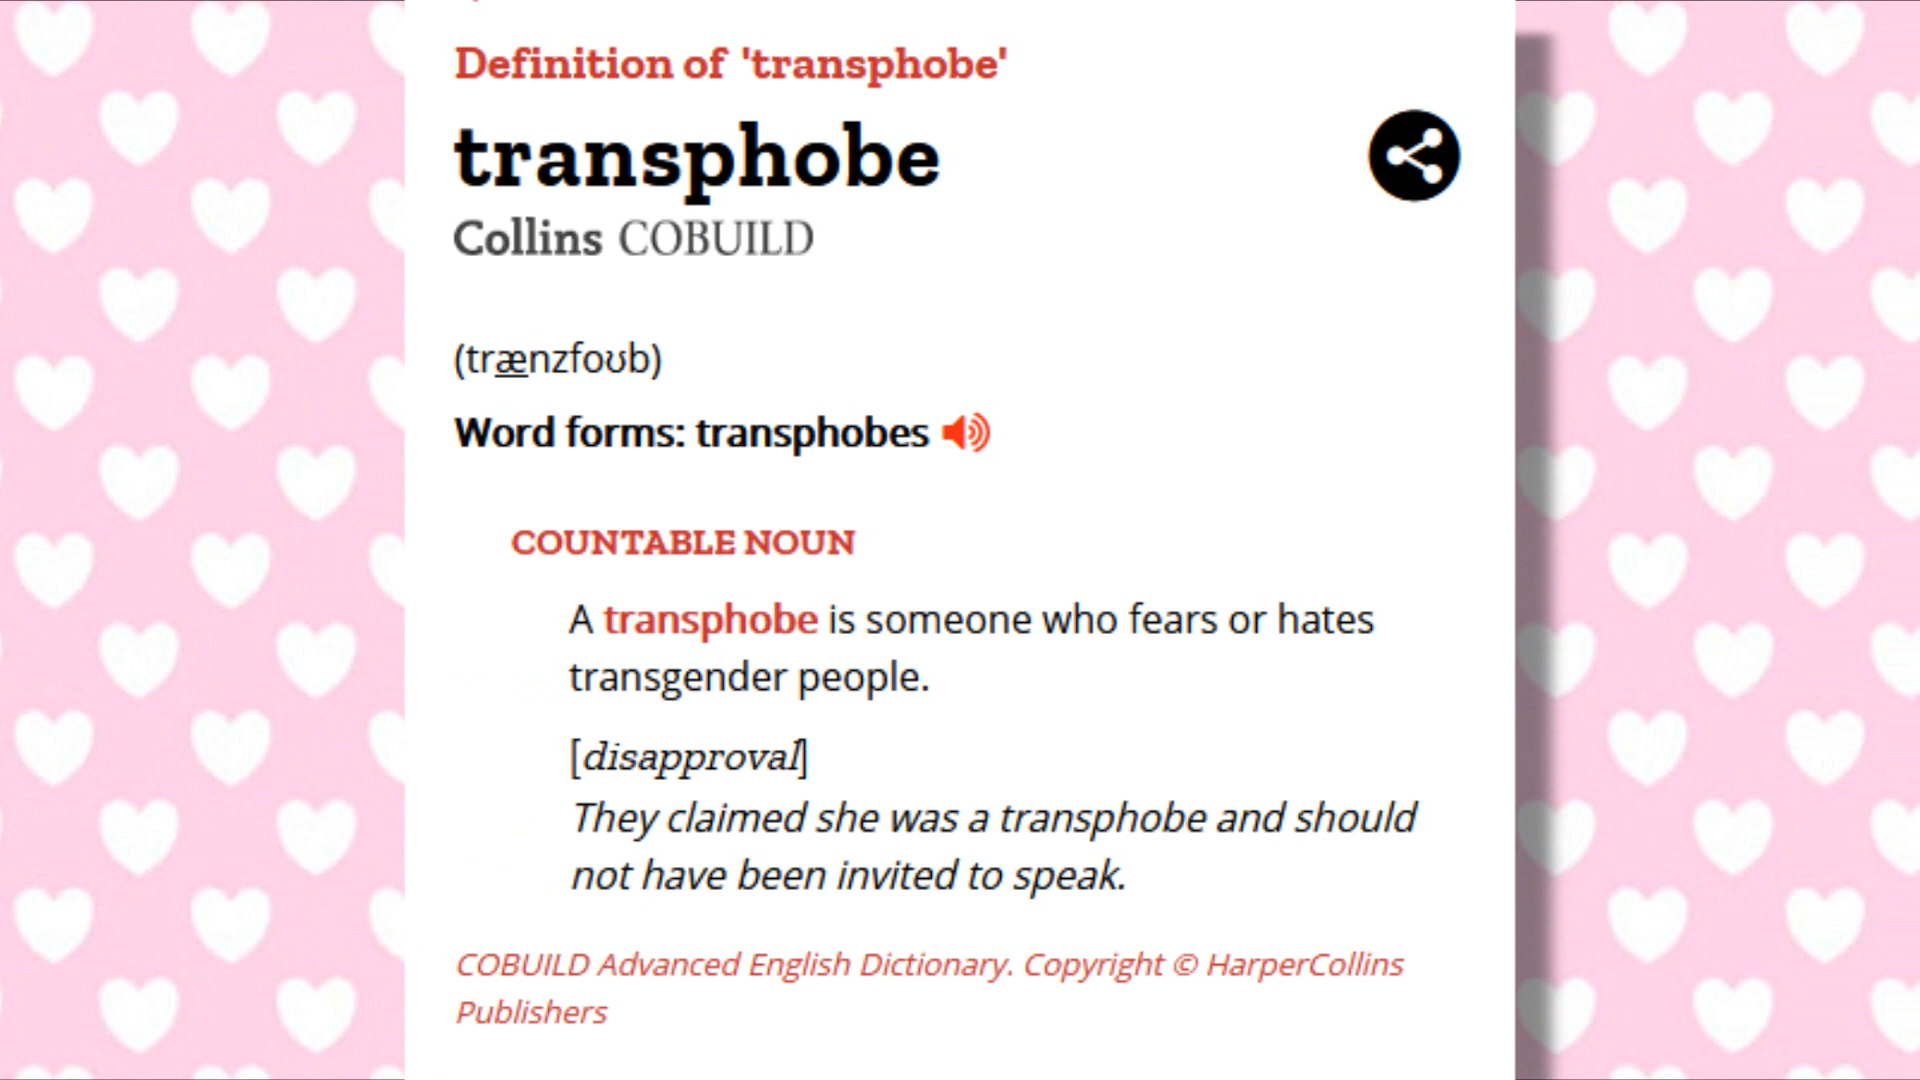 Definition of 'transphobe'
transphobe
Collins COBUILD
(trænzfoʊb)
Word forms: transphobes
COUNTABLE NOUN
A transphobe is someone who fears or hates
transgender people.
[disapproval]
They claimed she was a transphobe and should
not have been invited to speak.
COBUILD Advanced English Dictionary. Copyright © HarperCollins
Publishers